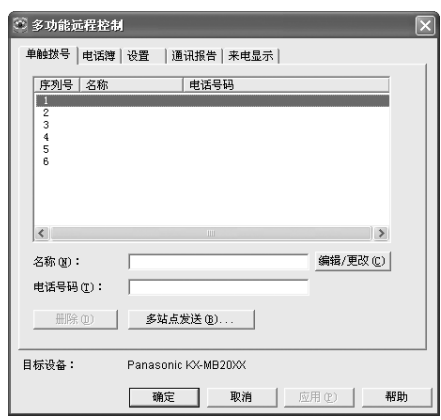 多功能远程控制
单触拨号 电话簿 设置 通讯报告 来电显示
序列号 名称 电话号码
1
2
3
4
5
6
名称(N)：
编辑/更改(C)
电话号码(T)：
删除(D) 多站点发送(B)...
目标设备： Panasonic KX-MB20XX
确定 取消 应用(P) 帮助